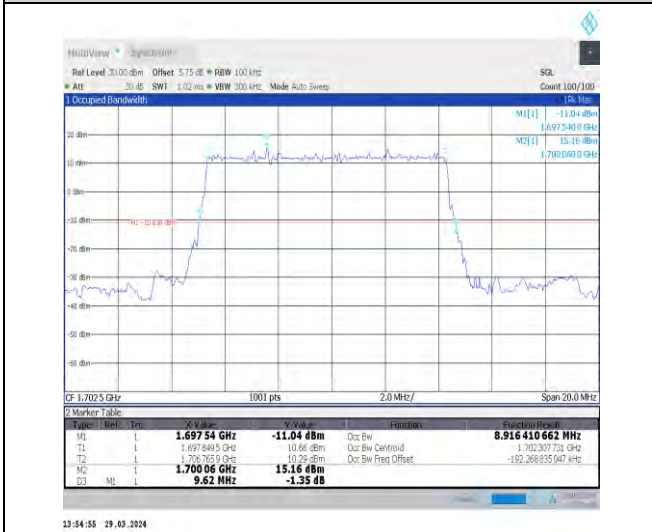 MultiView Spectrum
Ref Level 30.00 dBm Offset 5.75 dB RBW 100 kHz SGL
Att 30 dB SWT 1.02 ms VBW 300 kHz Mode Auto Sweep Count 100/100
1 Occupied Bandwidth 1Pk Max
M1[1] -11.04 dBm
1.697540 0 GHz
M2[1] 15.16 dBm
1.700060 0 GHz
20 dBm
10 dBm
0 dBm
-10 dBm
-20 dBm
-30 dBm
-40 dBm
-50 dBm
-60 dBm
CF 1.7025 GHz 1001 pts 2.0 MHz/ Span 20.0 MHz
2 Marker Table
Type Ref Trc X-Value Y-Value Function Function Result
M1 1 1.697 54 GHz -11.04 dBm Occ Bw 8.916 410 662 MHz
T1 1 1.697 849 5 GHz 10.66 dBm Occ Bw Centroid 1.702 307 731 GHz
T2 1 1.706 765 9 GHz 10.29 dBm Occ Bw Freq Offset -192.268 835 047 kHz
M2 1 1.700 06 GHz 15.16 dBm
D3 M1 1 9.62 MHz -1.35 dB
13:54:55 29.03.2024